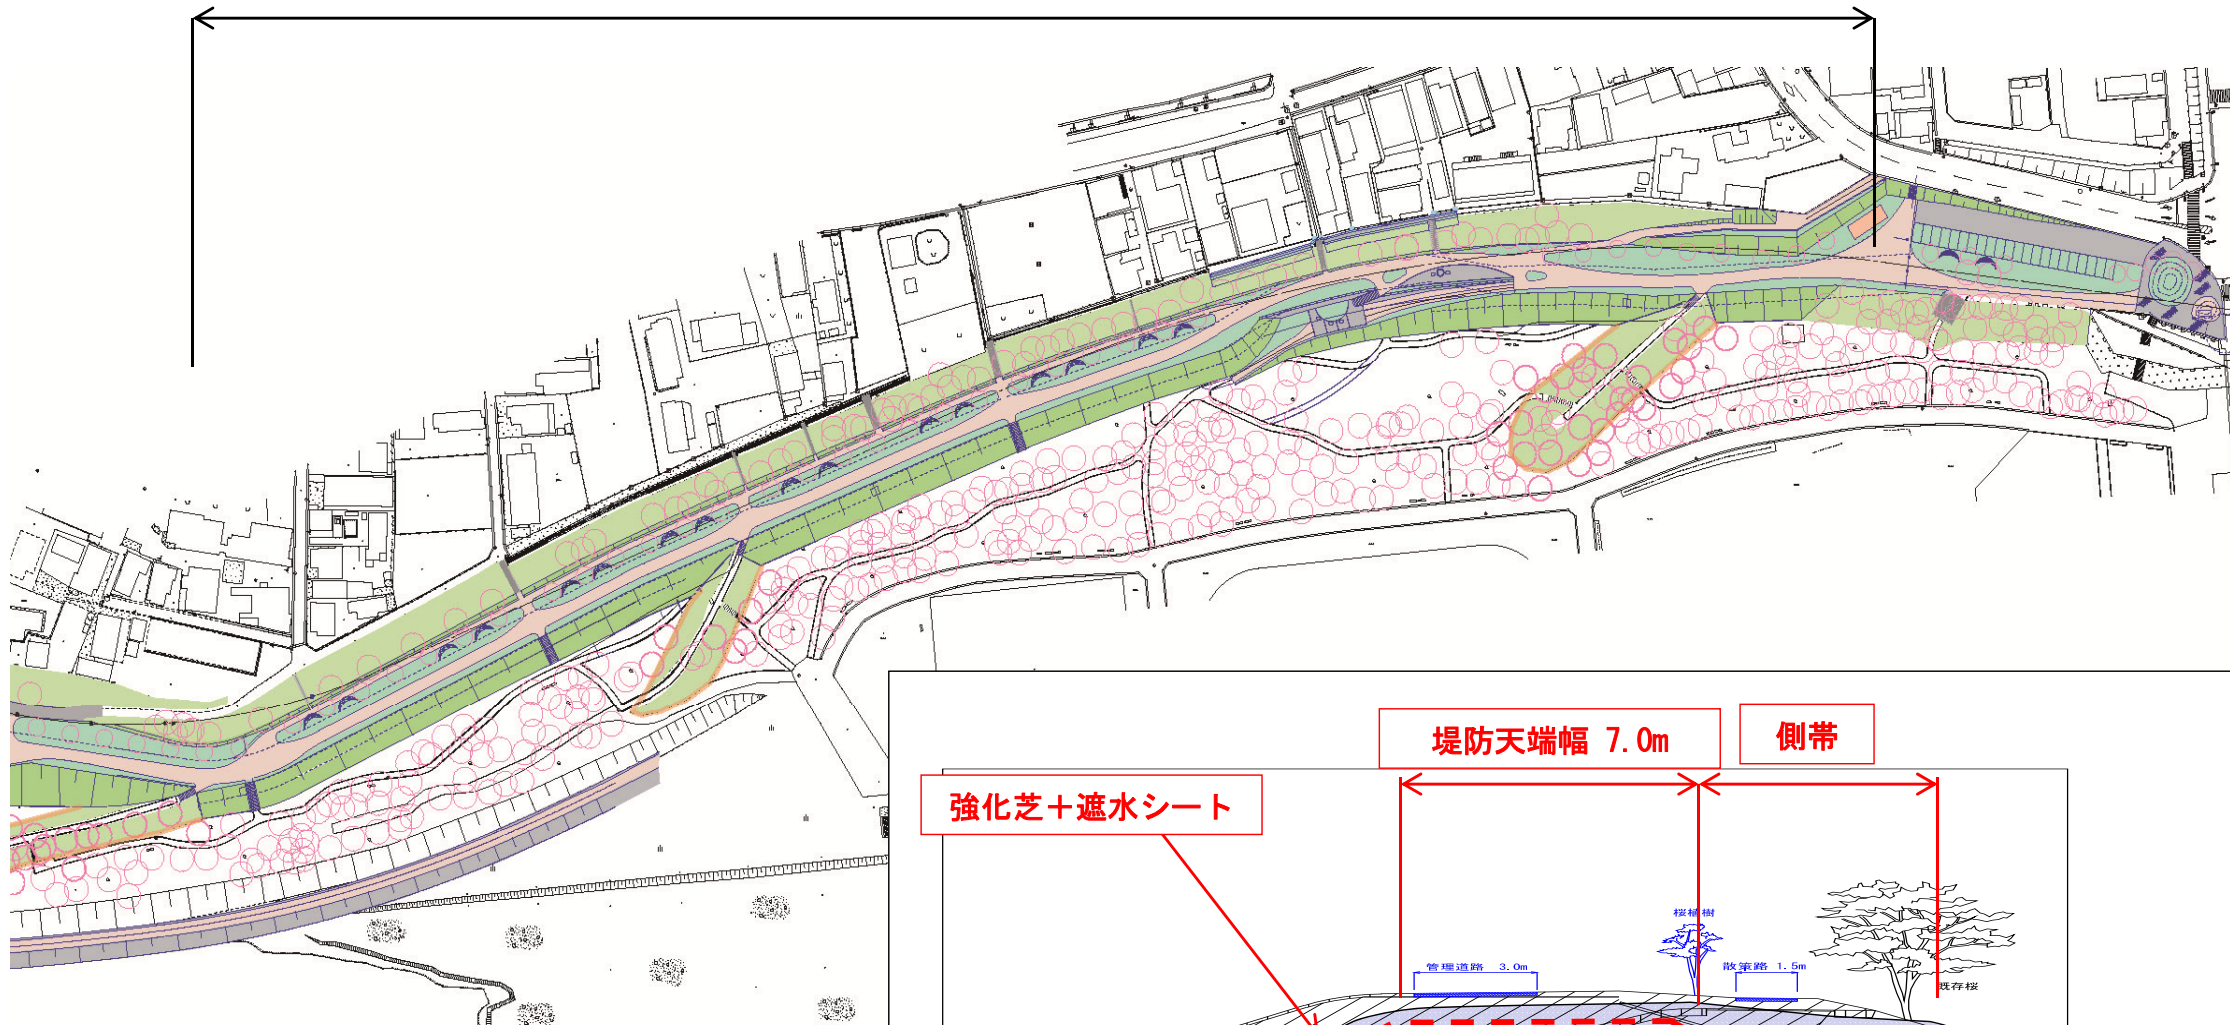 堤防天端幅 7.0m
側帯
強化芝＋遮水シート
桜植樹
管理道路 3.0m
散策路 1.5m
既存桜